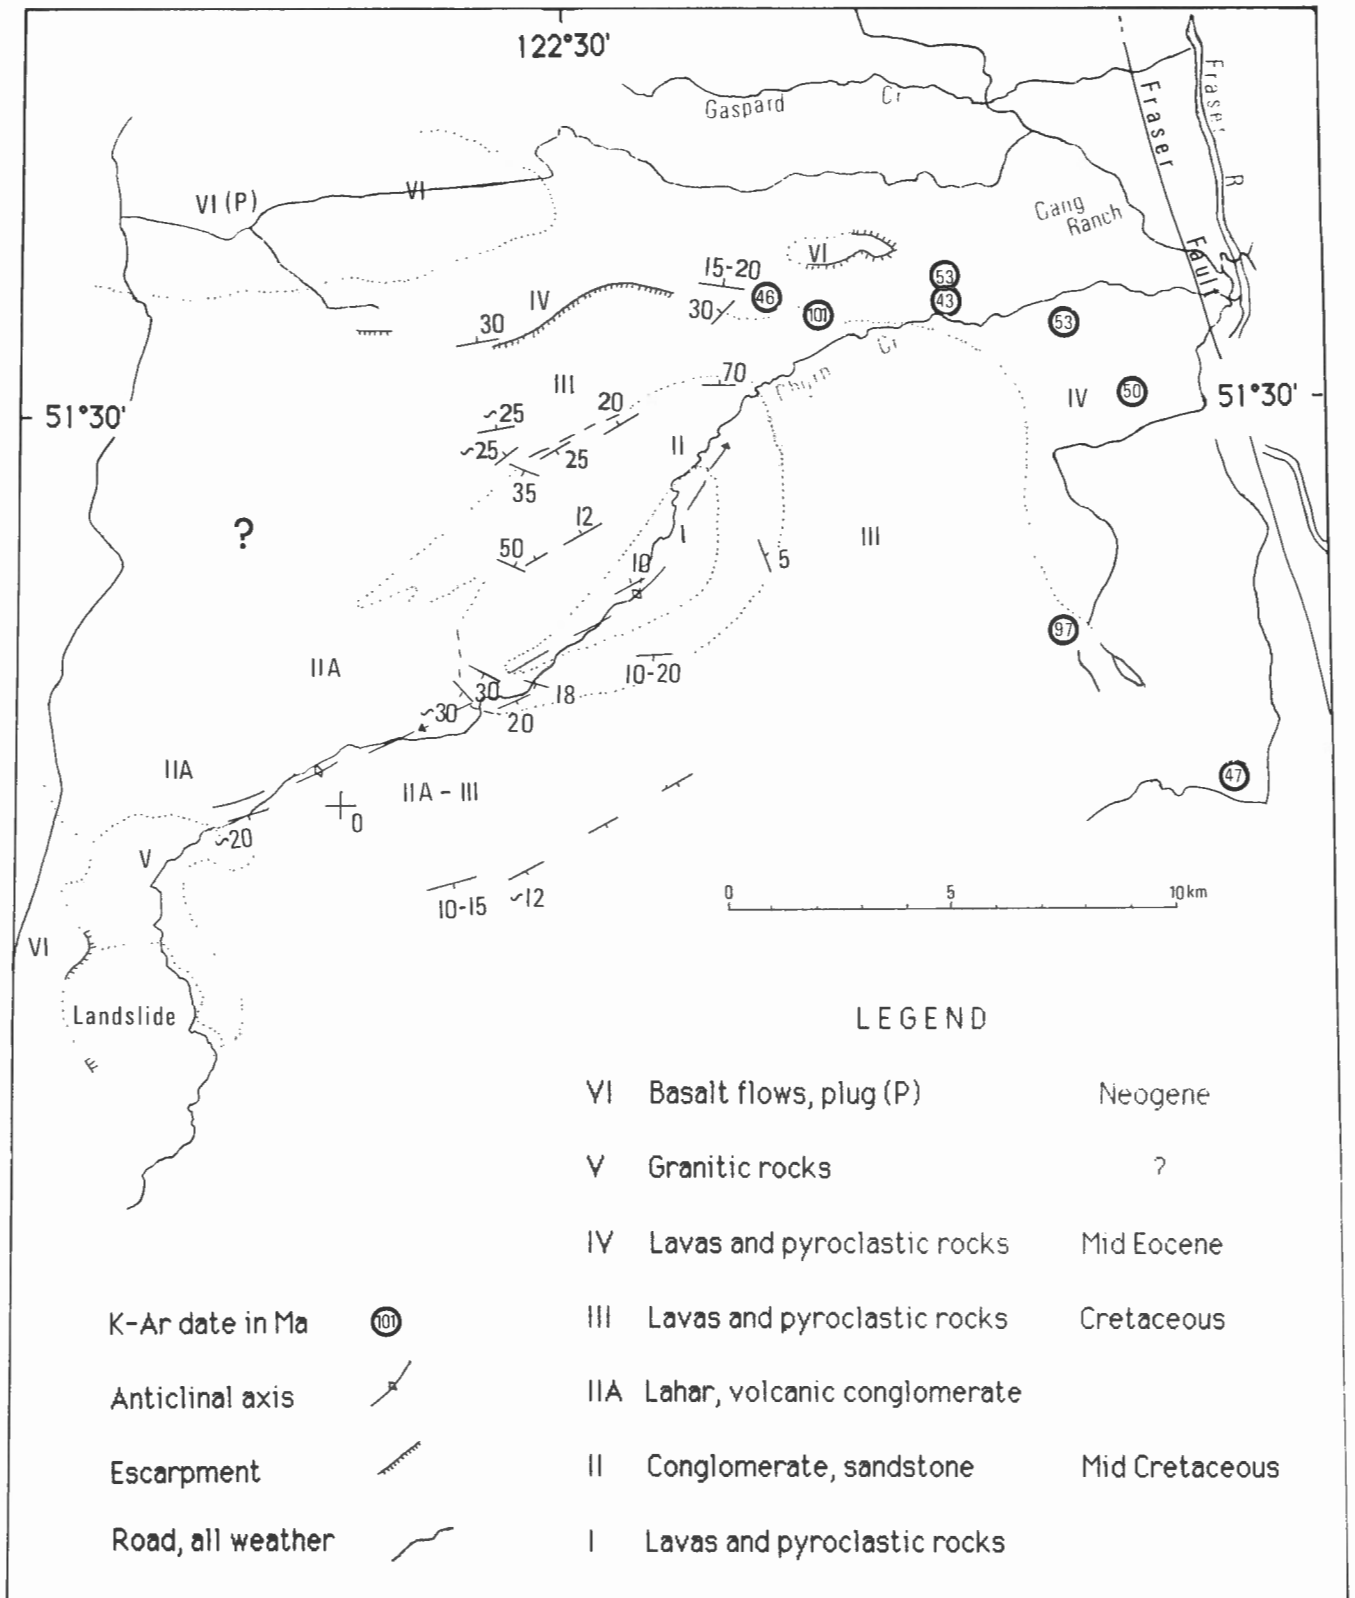 122°30'
Gaspard Cr
Fraser R
Fraser Fault
VI (P)
VI
Gang
Ranch
VI
15-20
53
46
43
IV
30
101
53
30
Churn Cr
70
III
50
51°30'
IV
51°30'
~25
20
II
~25
25
35
12
?
I
III
50
10
5
97
IIA
10-20
30
18
~30
20
IIA
47
IIA - III
0
~20
V
0 5 10 km
10-15
~12
VI
Landslide
LEGEND
VI Basalt flows, plug (P) Neogene
V Granitic rocks ?
IV Lavas and pyroclastic rocks Mid Eocene
K-Ar date in Ma 101
III Lavas and pyroclastic rocks Cretaceous
Anticlinal axis
IIA Lahar, volcanic conglomerate
Escarpment
II Conglomerate, sandstone Mid Cretaceous
Road, all weather
I Lavas and pyroclastic rocks